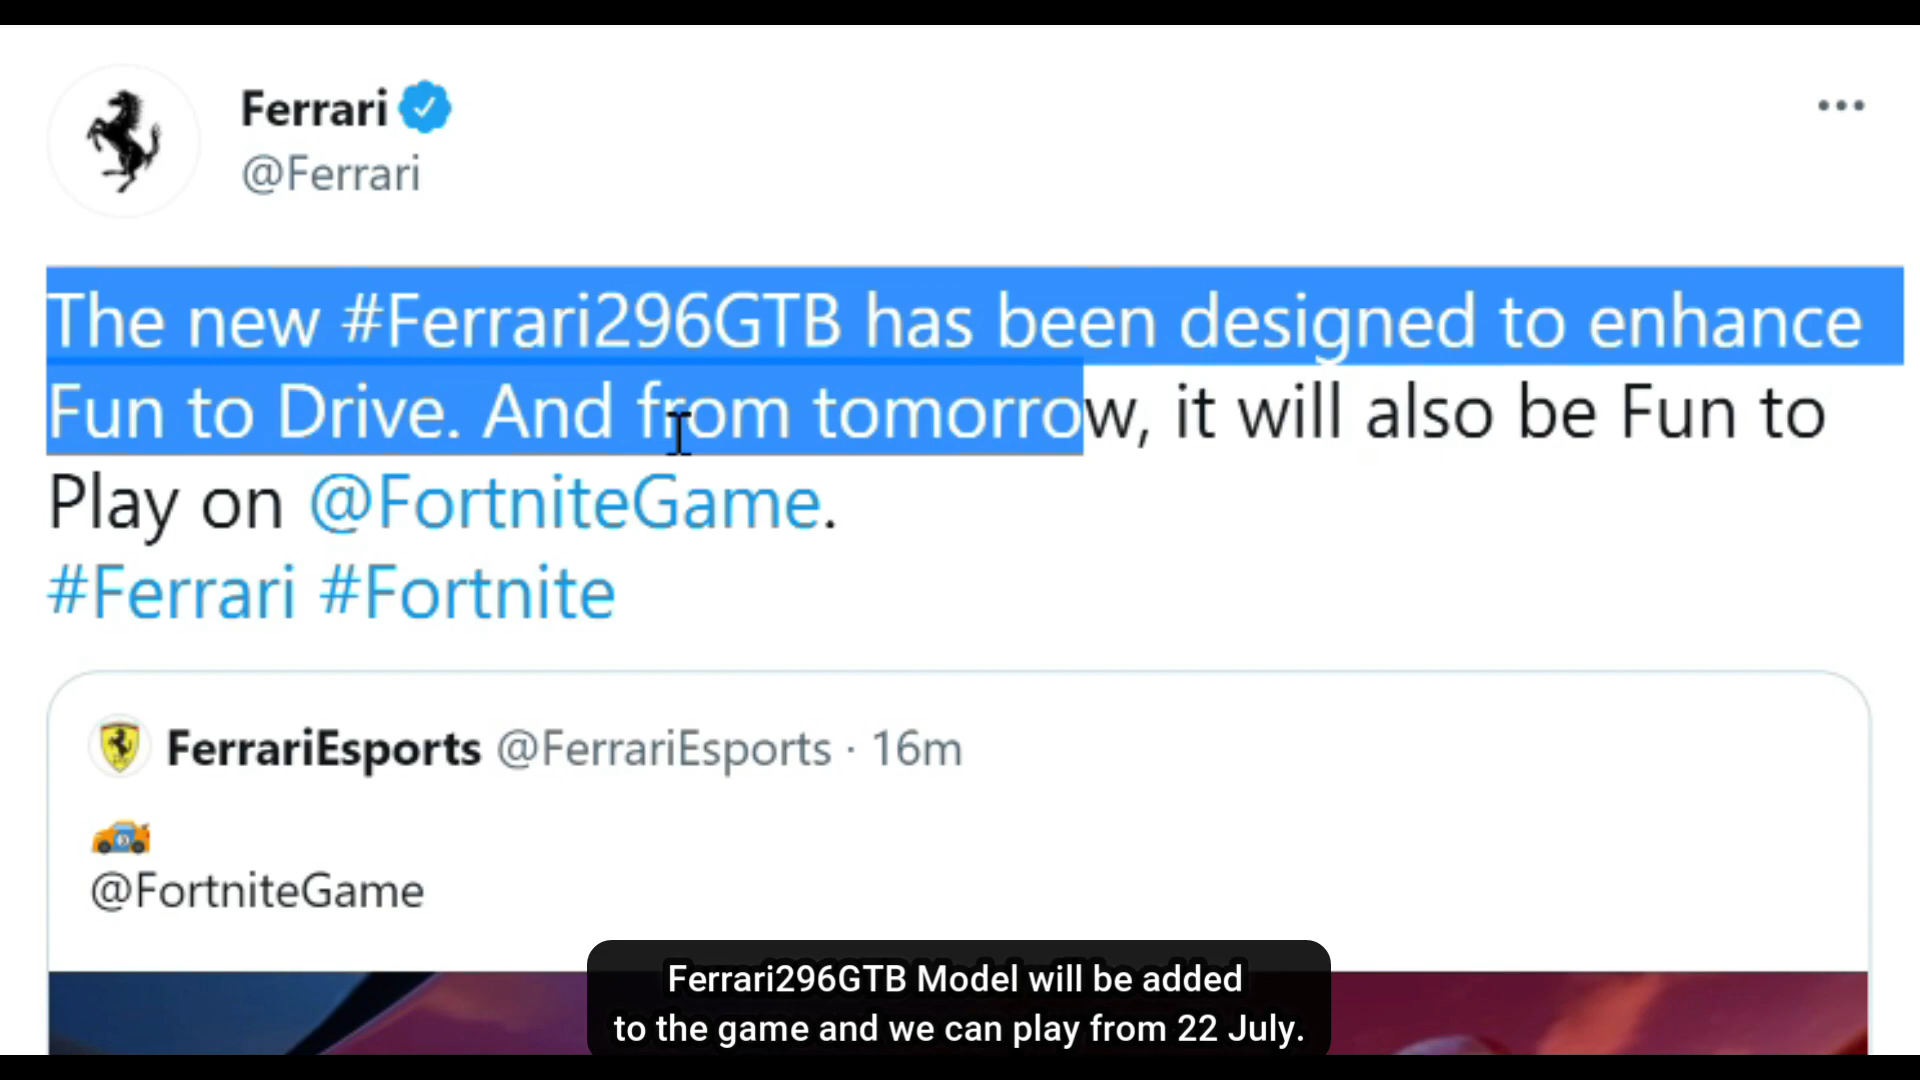 Ferrari
@Ferrari
The new #Ferrari296GTB has been designed to enhance
Fun to Drive. And from tomorrow, it will also be Fun to
Play on @FortniteGame.
#Ferrari #Fortnite
FerrariEsports @FerrariEsports · 16m
@FortniteGame
Ferrari296GTB Model will be added
to the game and we can play from 22 July.